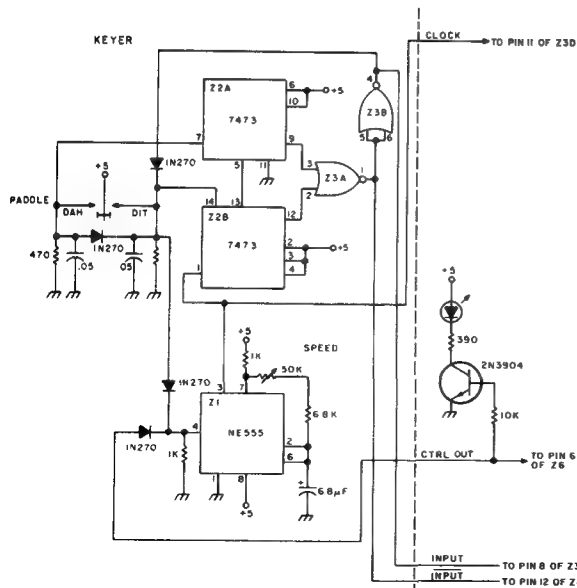 KEYER
CLOCK
TO PIN 11 OF Z3D
4
Z3B
5 6
Z2A
7473
6
+5
10
7
9
5
11
1N270
3
Z3A
1
2
+5
PADDLE
DAH
DIT
14
13
Z2B
7473
12
2
+5
3
4
1
1N270
470
.05
.05
+5
1K
SPEED
50K
3
7
1N270
Z1
NE555
4
68K
2
6
1N270
1K
1
8
68µF
+
+5
+5
390
2N3904
10K
CTRL OUT
TO PIN 6
OF Z6
INPUT
TO PIN 8 OF Z3
INPUT
TO PIN 12 OF Z